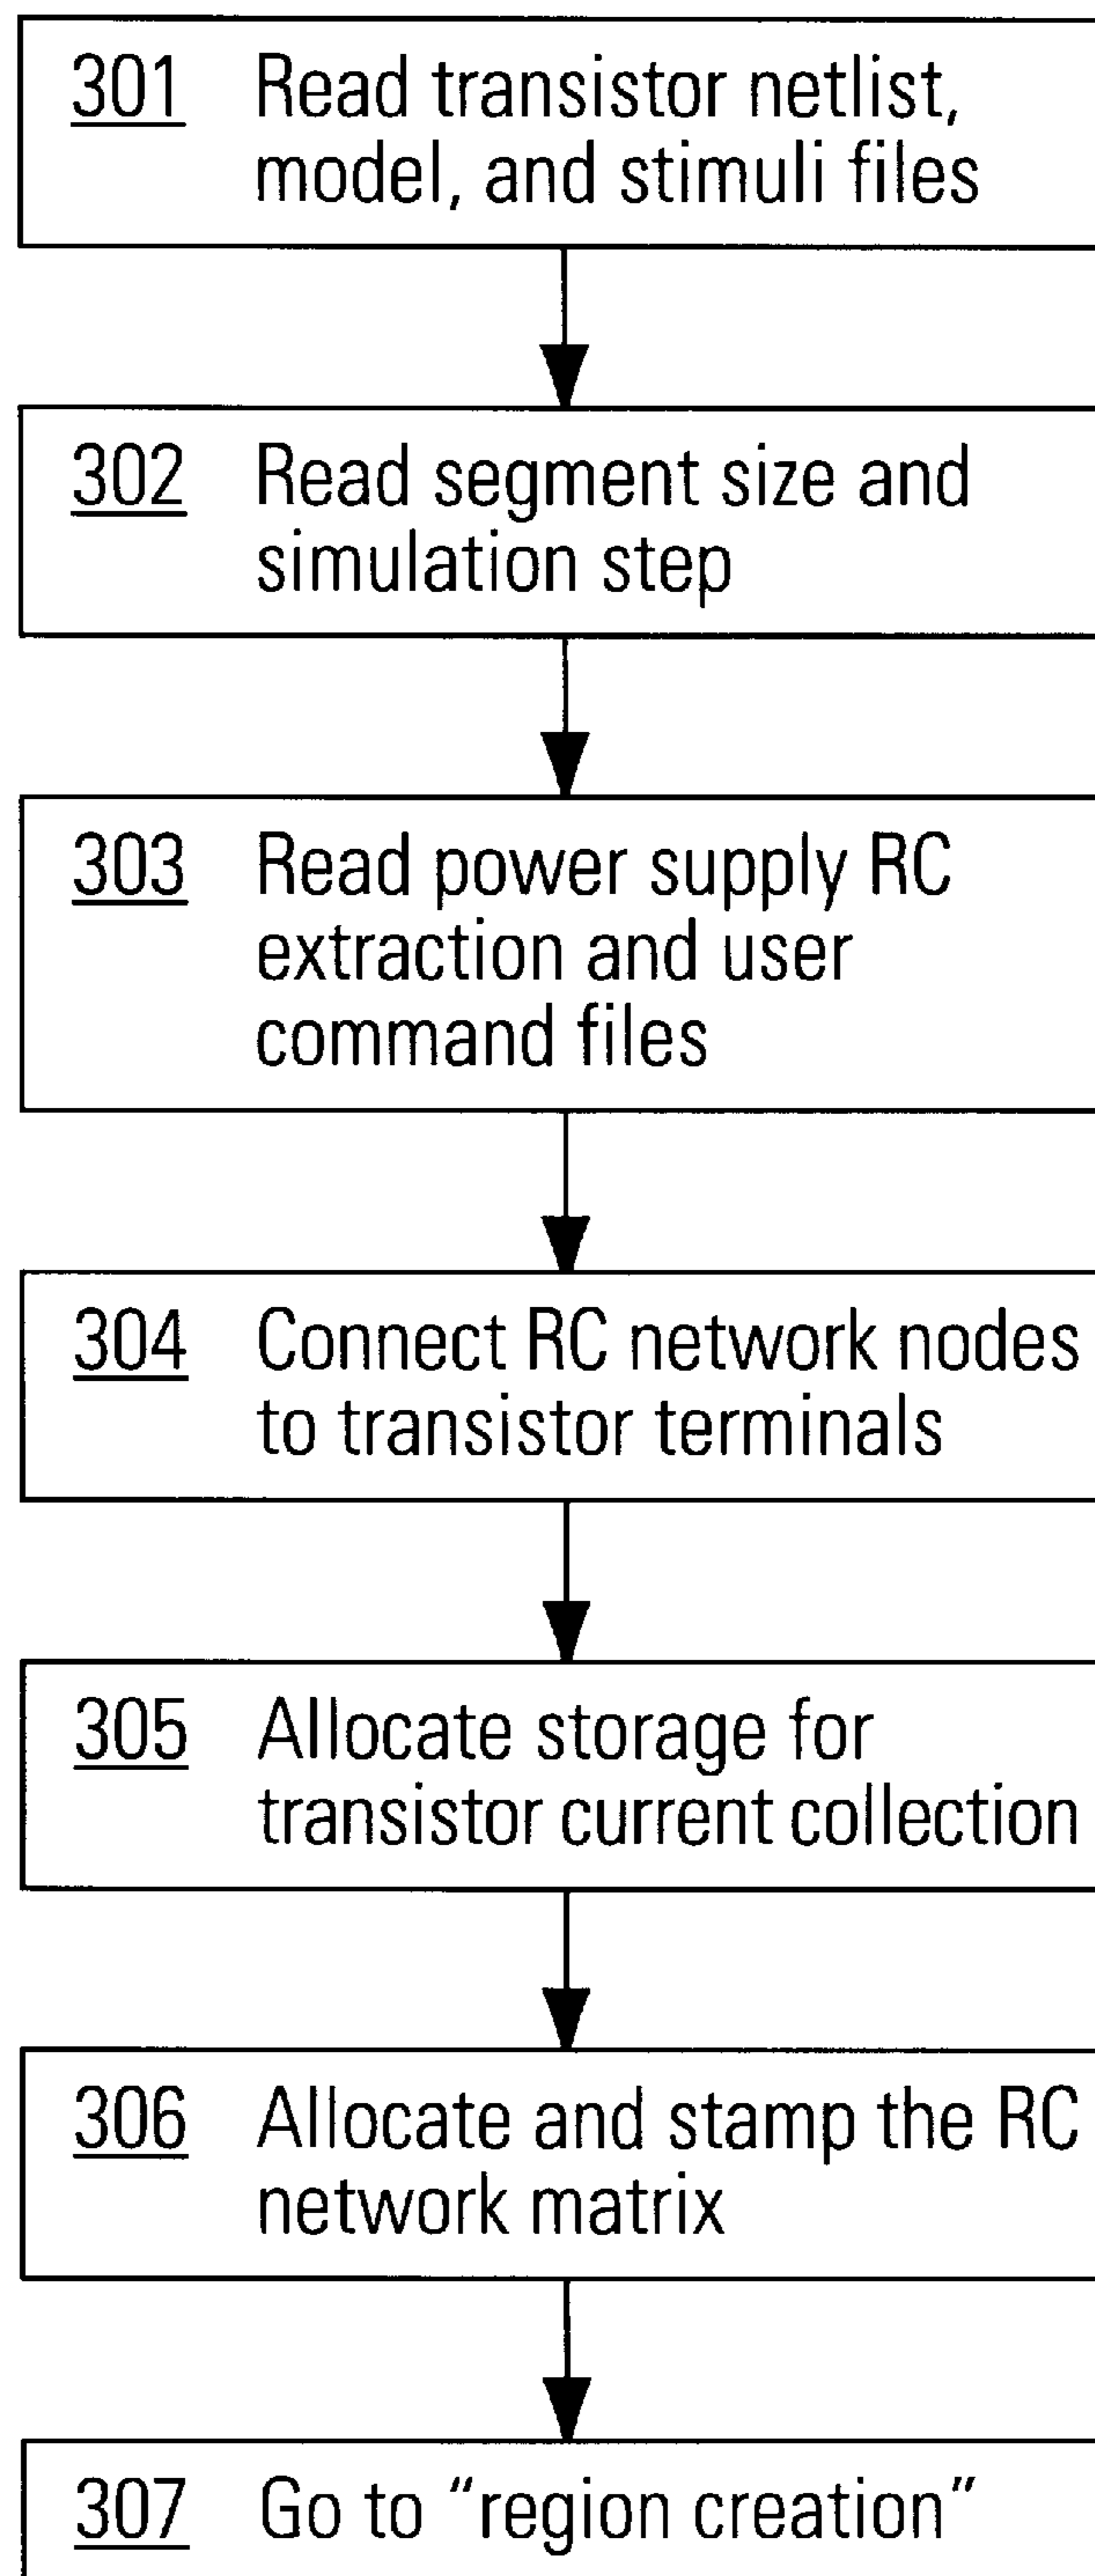 301 Read transistor netlist,
model, and stimuli files
302 Read segment size and
simulation step
303 Read power supply RC
extraction and user
command files
304 Connect RC network nodes
to transistor terminals
305 Allocate storage for
transistor current collection
306 Allocate and stamp the RC
network matrix
307 Go to “region creation”